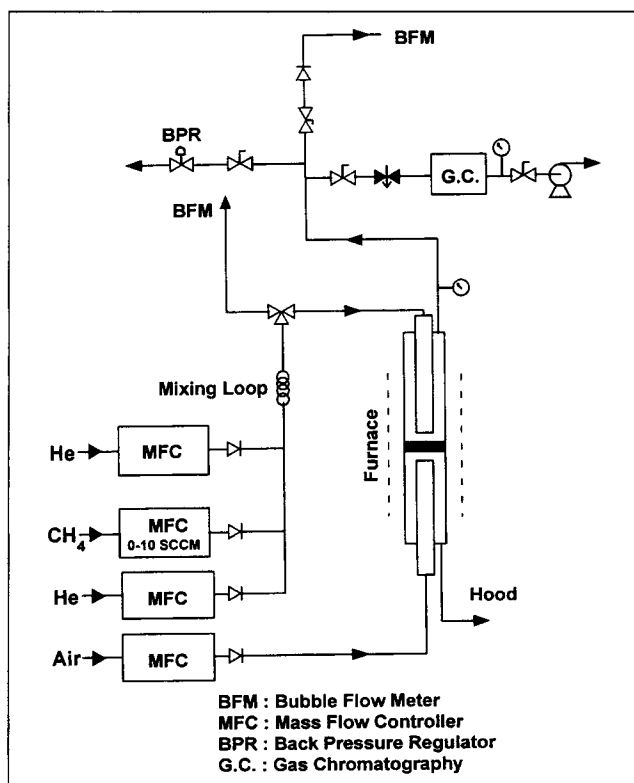 BFM
BPR
BFM
G.C.
Mixing Loop
Furnace
He
MFC
CH4
MFC
0-10 SCCM
He
MFC
Hood
Air
MFC
BFM : Bubble Flow Meter
MFC : Mass Flow Controller
BPR : Back Pressure Regulator
G.C. : Gas Chromatography